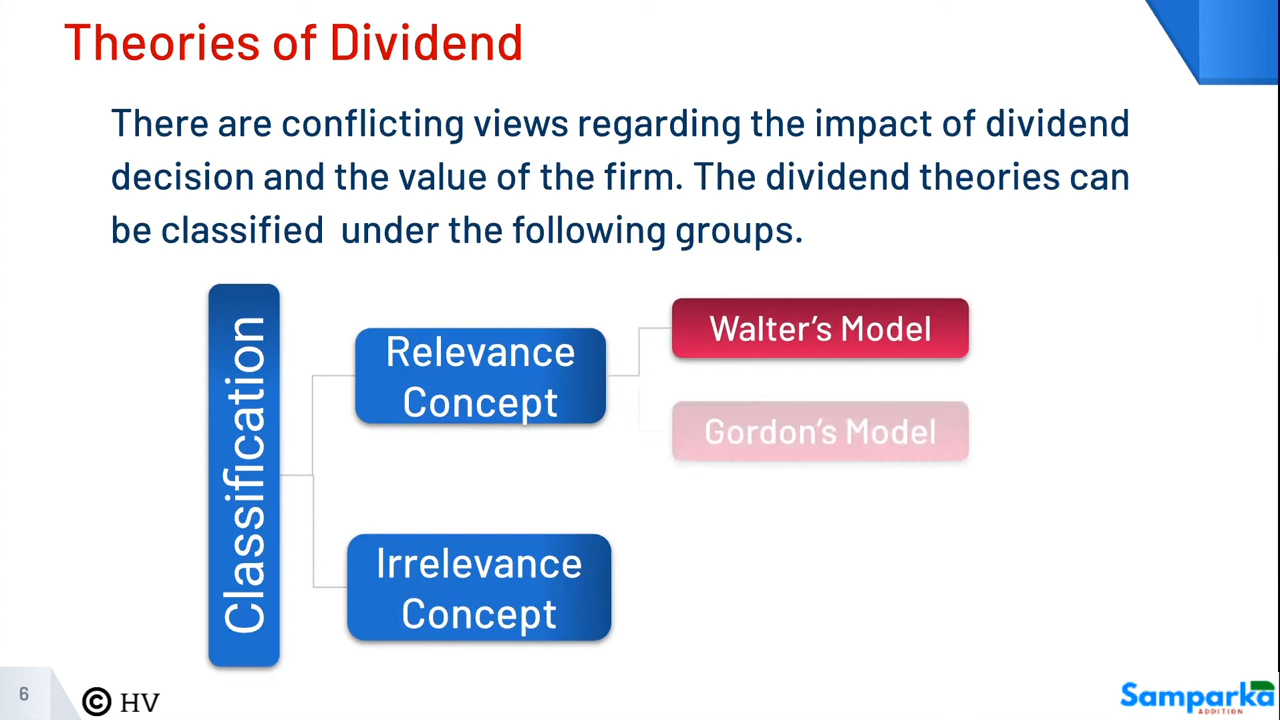 Theories of Dividend
There are conflicting views regarding the impact of dividend
decision and the value of the firm. The dividend theories can
be classified under the following groups.
Classification
Relevance
Concept
Walter's Model
Gordon's Model
Irrelevance
Concept
6
© HV
Samparka
ADDITION